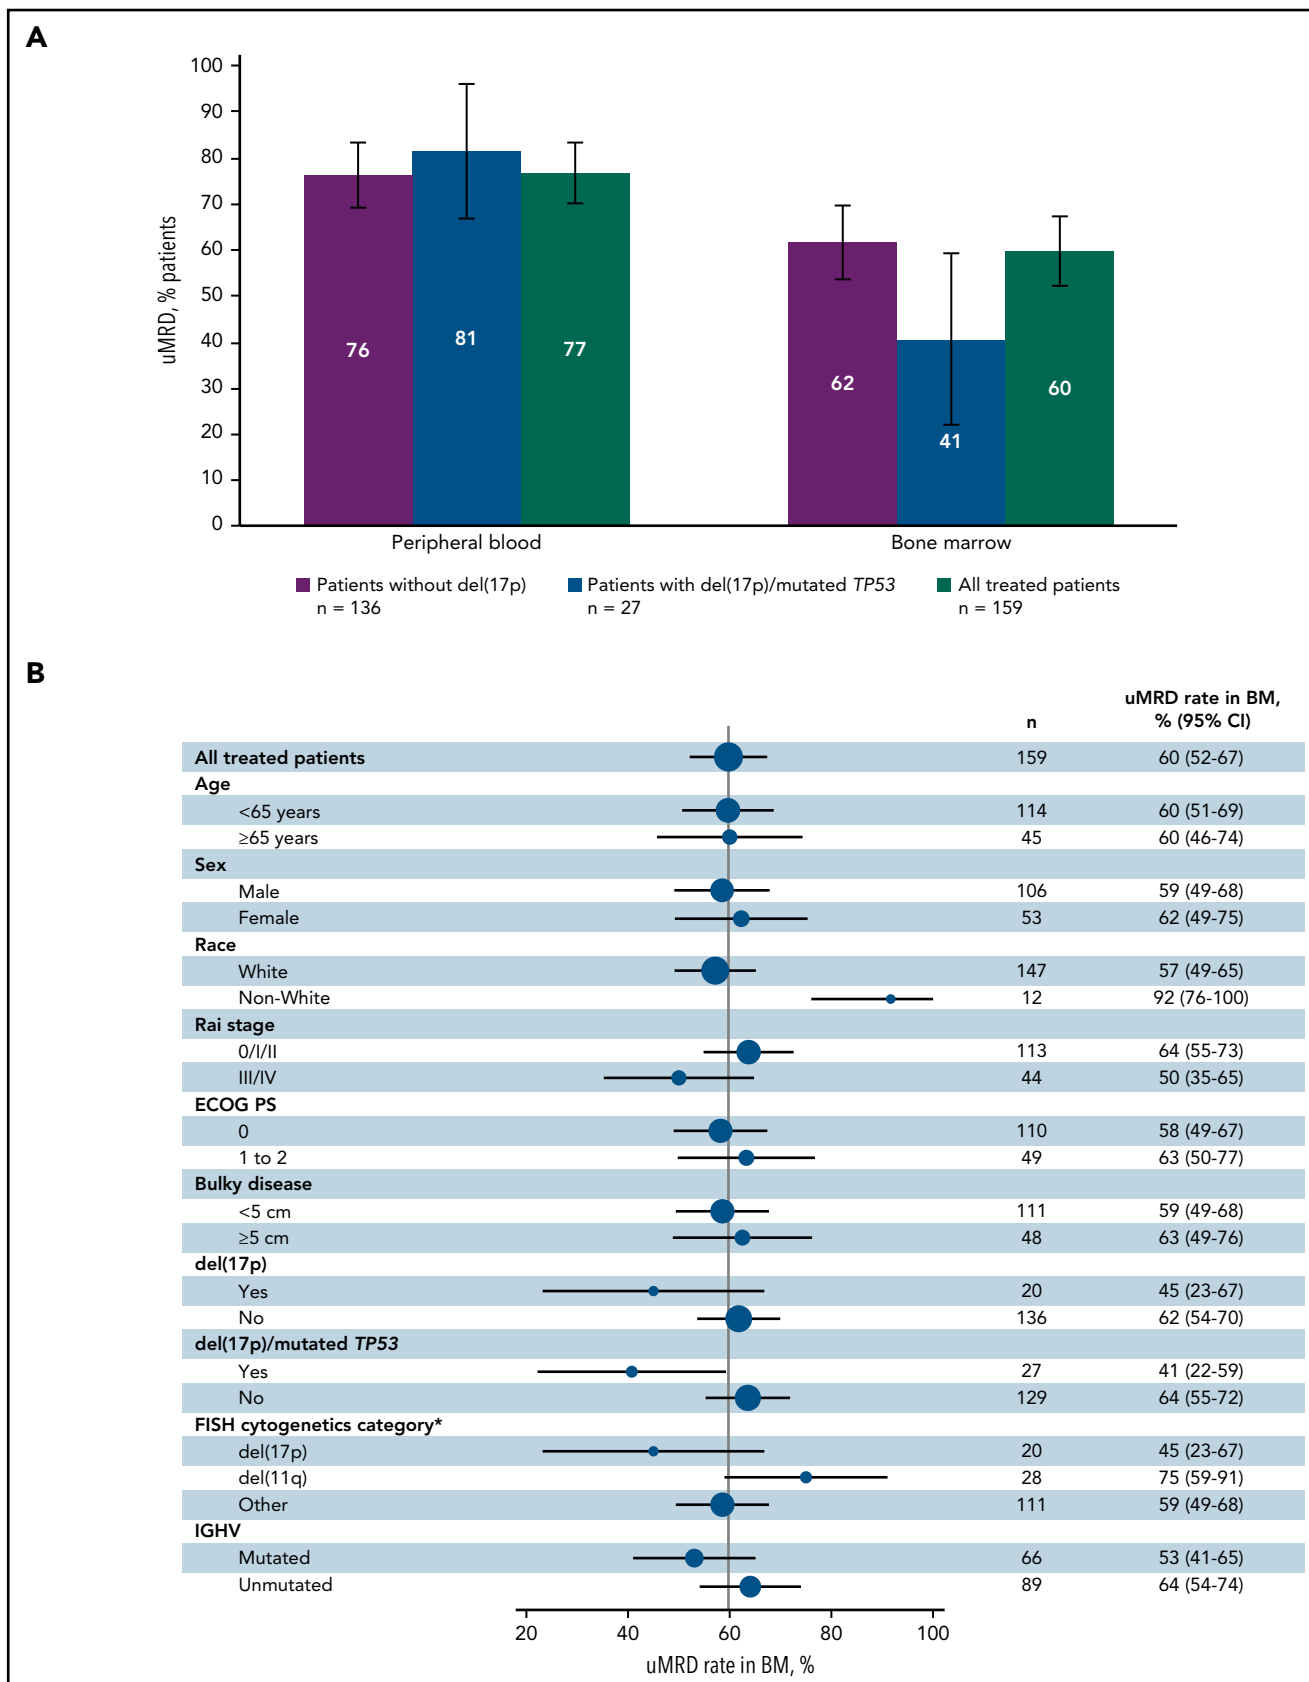 A
100
90
80
70
60
50
40
30
20
10
0
uMRD, % patients
76
81
77
62
41
60
Peripheral blood
Bone marrow
Patients without del(17p)
n = 136
Patients with del(17p)/mutated TP53
n = 27
All treated patients
n = 159
B
n
uMRD rate in BM,
% (95% CI)
All treated patients 159 60 (52-67)
Age
<65 years 114 60 (51-69)
≥65 years 45 60 (46-74)
Sex
Male 106 59 (49-68)
Female 53 62 (49-75)
Race
White 147 57 (49-65)
Non-White 12 92 (76-100)
Rai stage
0/I/II 113 64 (55-73)
III/IV 44 50 (35-65)
ECOG PS
0 110 58 (49-67)
1 to 2 49 63 (50-77)
Bulky disease
<5 cm 111 59 (49-68)
≥5 cm 48 63 (49-76)
del(17p)
Yes 20 45 (23-67)
No 136 62 (54-70)
del(17p)/mutated TP53
Yes 27 41 (22-59)
No 129 64 (55-72)
FISH cytogenetics category*
del(17p) 20 45 (23-67)
del(11q) 28 75 (59-91)
Other 111 59 (49-68)
IGHV
Mutated 66 53 (41-65)
Unmutated 89 64 (54-74)
20 40 60 80 100
uMRD rate in BM, %